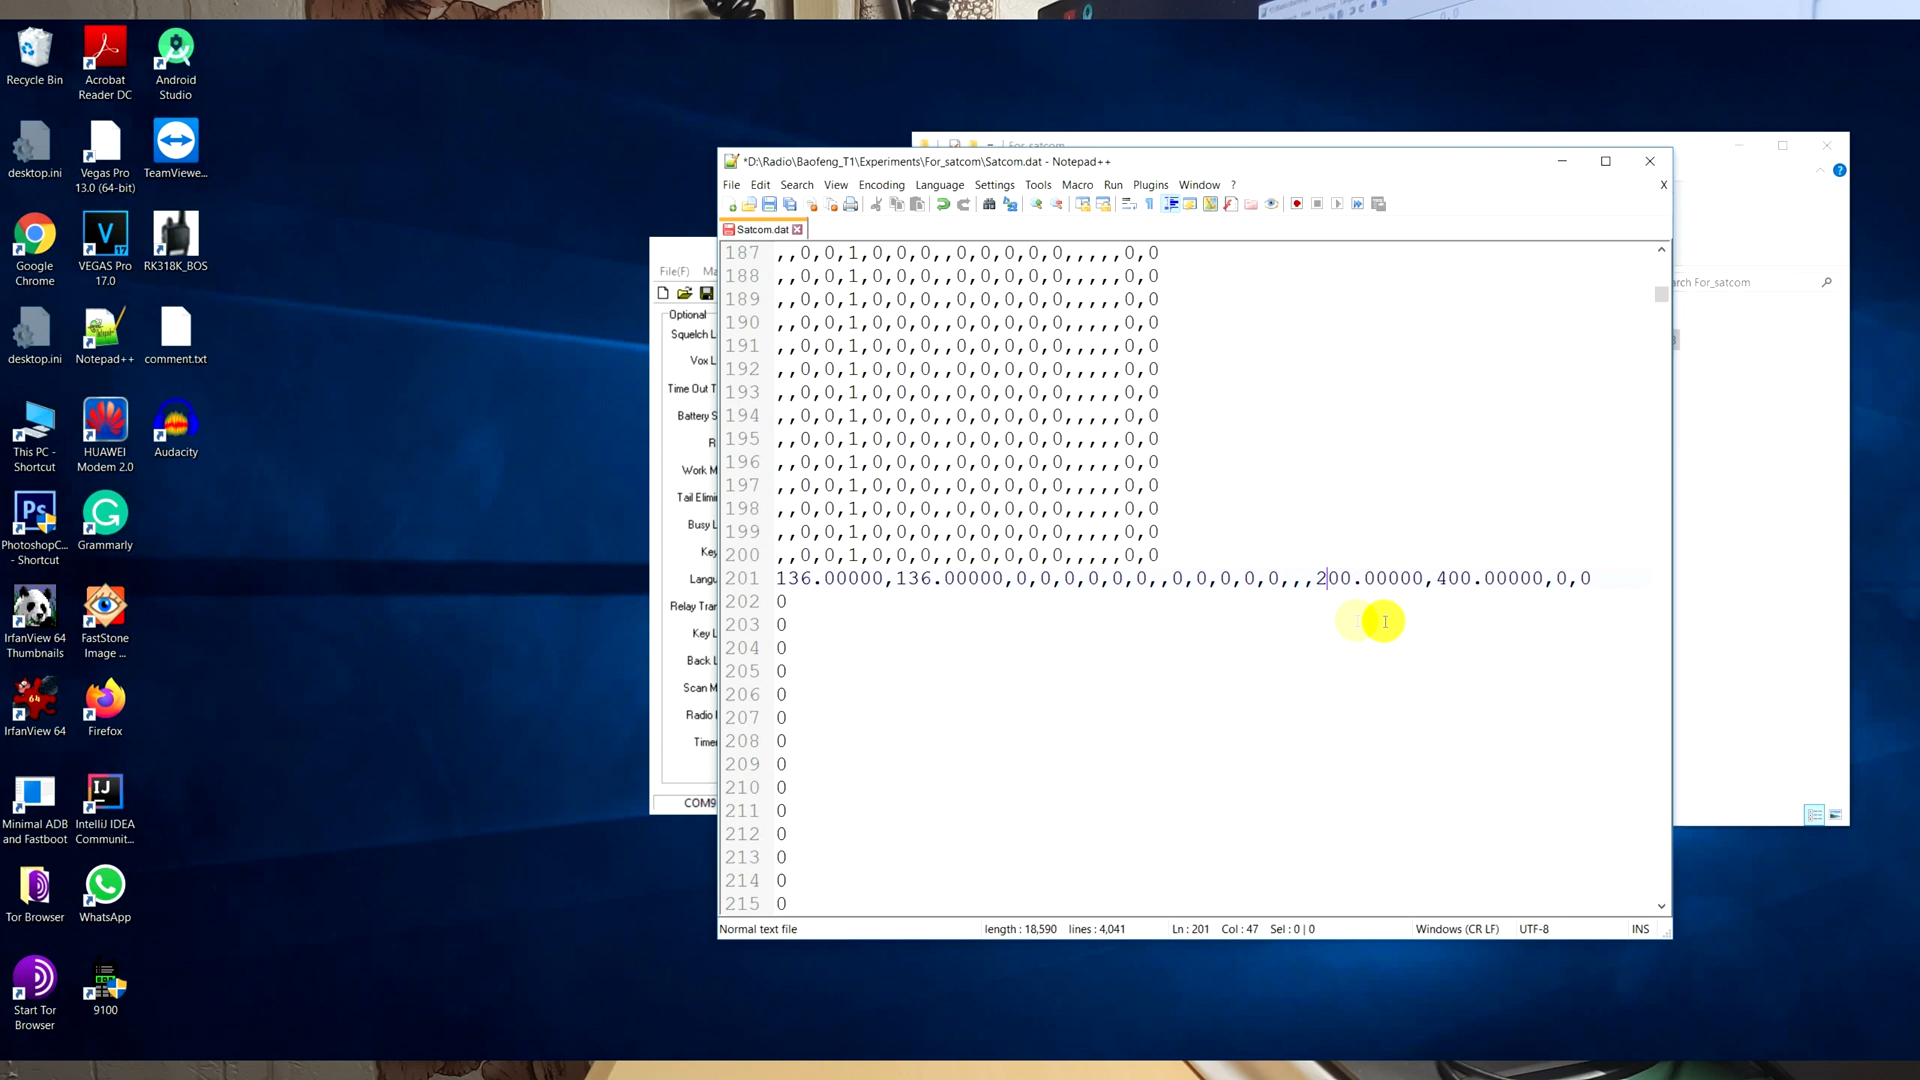 Recycle Bin
Acrobat Reader DC
Android Studio
desktop.ini
Vegas Pro 13.0 (64-bit)
TeamViewe...
Google Chrome
VEGAS Pro 17.0
RK318K_BOS
desktop.ini
Notepad++
comment.txt
This PC - Shortcut
HUAWEI Modem 2.0
Audacity
PhotoshopC... - Shortcut
Grammarly
IrfanView 64 Thumbnails
FastStone Image ...
IrfanView 64
Firefox
Minimal ADB and Fastboot
IntelliJ IDEA Communit...
Tor Browser
WhatsApp
Start Tor Browser
9100
For_satcom
arch For_satcom
File(F) Ma
Optional
Squelch L
Vox L
Time Out T
Battery S
R
Work M
Tail Elimi
Busy L
Key
Langu
Relay Tran
Key L
Back L
Scan M
Radio
Timer
COM9
*D:\Radio\Baofeng_T1\Experiments\For_satcom\Satcom.dat - Notepad++
File Edit Search View Encoding Language Settings Tools Macro Run Plugins Window ? X
Satcom.dat
187 ,,0,0,1,0,0,0,,0,0,0,0,0,,,,,0,0
188 ,,0,0,1,0,0,0,,0,0,0,0,0,,,,,0,0
189 ,,0,0,1,0,0,0,,0,0,0,0,0,,,,,0,0
190 ,,0,0,1,0,0,0,,0,0,0,0,0,,,,,0,0
191 ,,0,0,1,0,0,0,,0,0,0,0,0,,,,,0,0
192 ,,0,0,1,0,0,0,,0,0,0,0,0,,,,,0,0
193 ,,0,0,1,0,0,0,,0,0,0,0,0,,,,,0,0
194 ,,0,0,1,0,0,0,,0,0,0,0,0,,,,,0,0
195 ,,0,0,1,0,0,0,,0,0,0,0,0,,,,,0,0
196 ,,0,0,1,0,0,0,,0,0,0,0,0,,,,,0,0
197 ,,0,0,1,0,0,0,,0,0,0,0,0,,,,,0,0
198 ,,0,0,1,0,0,0,,0,0,0,0,0,,,,,0,0
199 ,,0,0,1,0,0,0,,0,0,0,0,0,,,,,0,0
200 ,,0,0,1,0,0,0,,0,0,0,0,0,,,,,0,0
201 136.00000,136.00000,0,0,0,0,0,0,,0,0,0,0,0,,,200.00000,400.00000,0,0
202 0
203 0
204 0
205 0
206 0
207 0
208 0
209 0
210 0
211 0
212 0
213 0
214 0
215 0
Normal text file length : 18,590 lines : 4,041 Ln : 201 Col : 47 Sel : 0 | 0 Windows (CR LF) UTF-8 INS